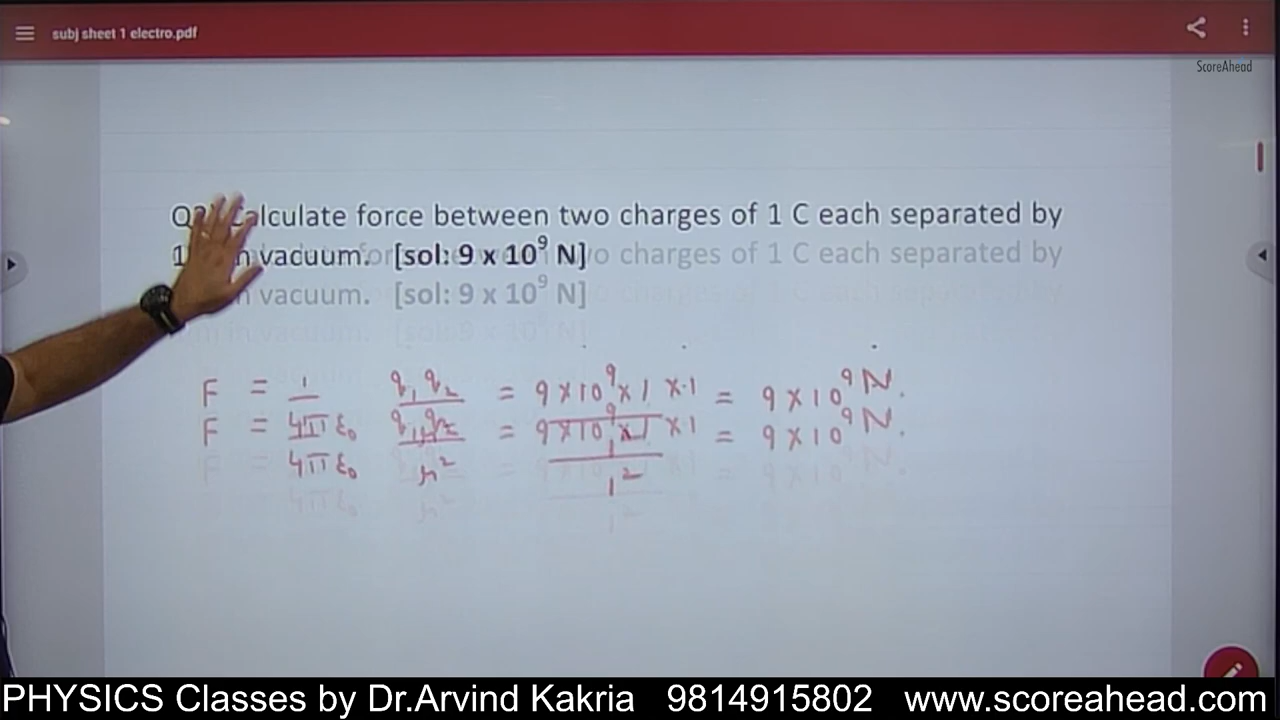 subj sheet 1 electro.pdf
ScoreAhead
Calculate force between two charges of 1 C each separated by
in vacuum. [sol: 9 x 10⁹ N]
F = 1/4πε₀ q₁q₂/r² = 9×10⁹×1×1/1² = 9×10⁹ N.
PHYSICS Classes by Dr.Arvind Kakria 9814915802 www.scoreahead.com